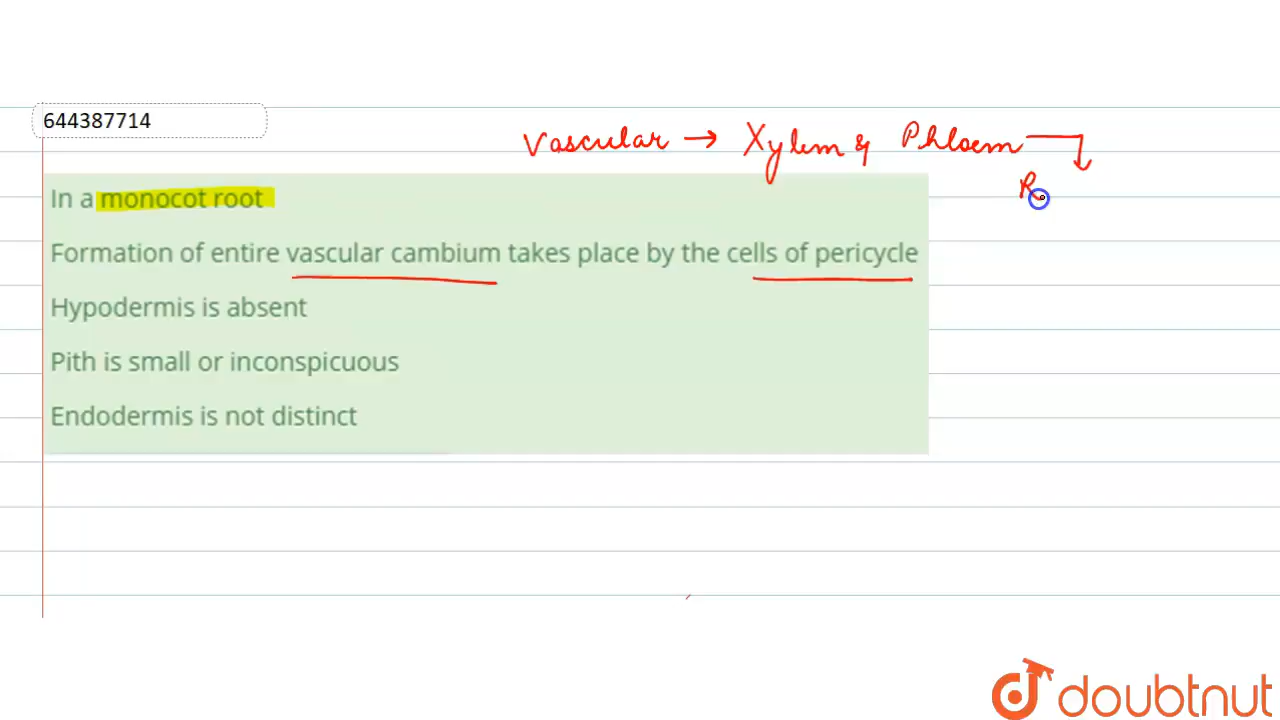 644387714
Vascular → Xylem & Phloem
R
In a monocot root
Formation of entire vascular cambium takes place by the cells of pericycle
Hypodermis is absent
Pith is small or inconspicuous
Endodermis is not distinct
doubtnut